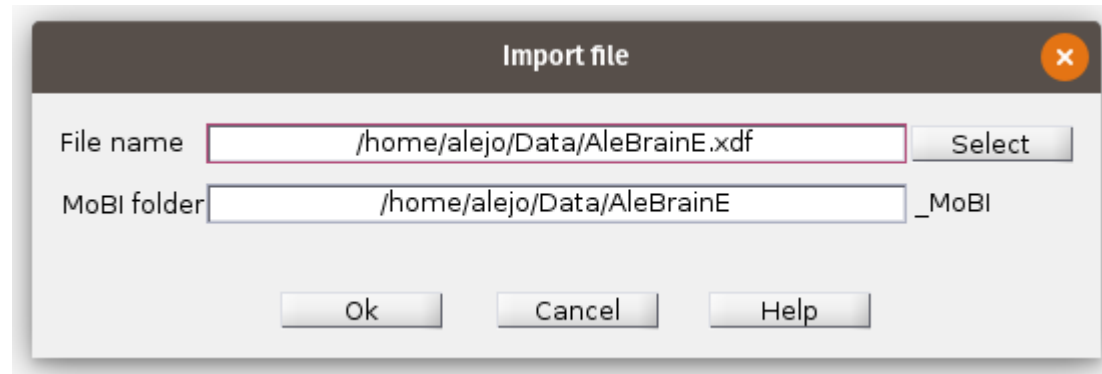 Import file
File name /home/alejo/Data/AleBrainE.xdf Select
MoBI folder /home/alejo/Data/AleBrainE _MoBI
Ok Cancel Help